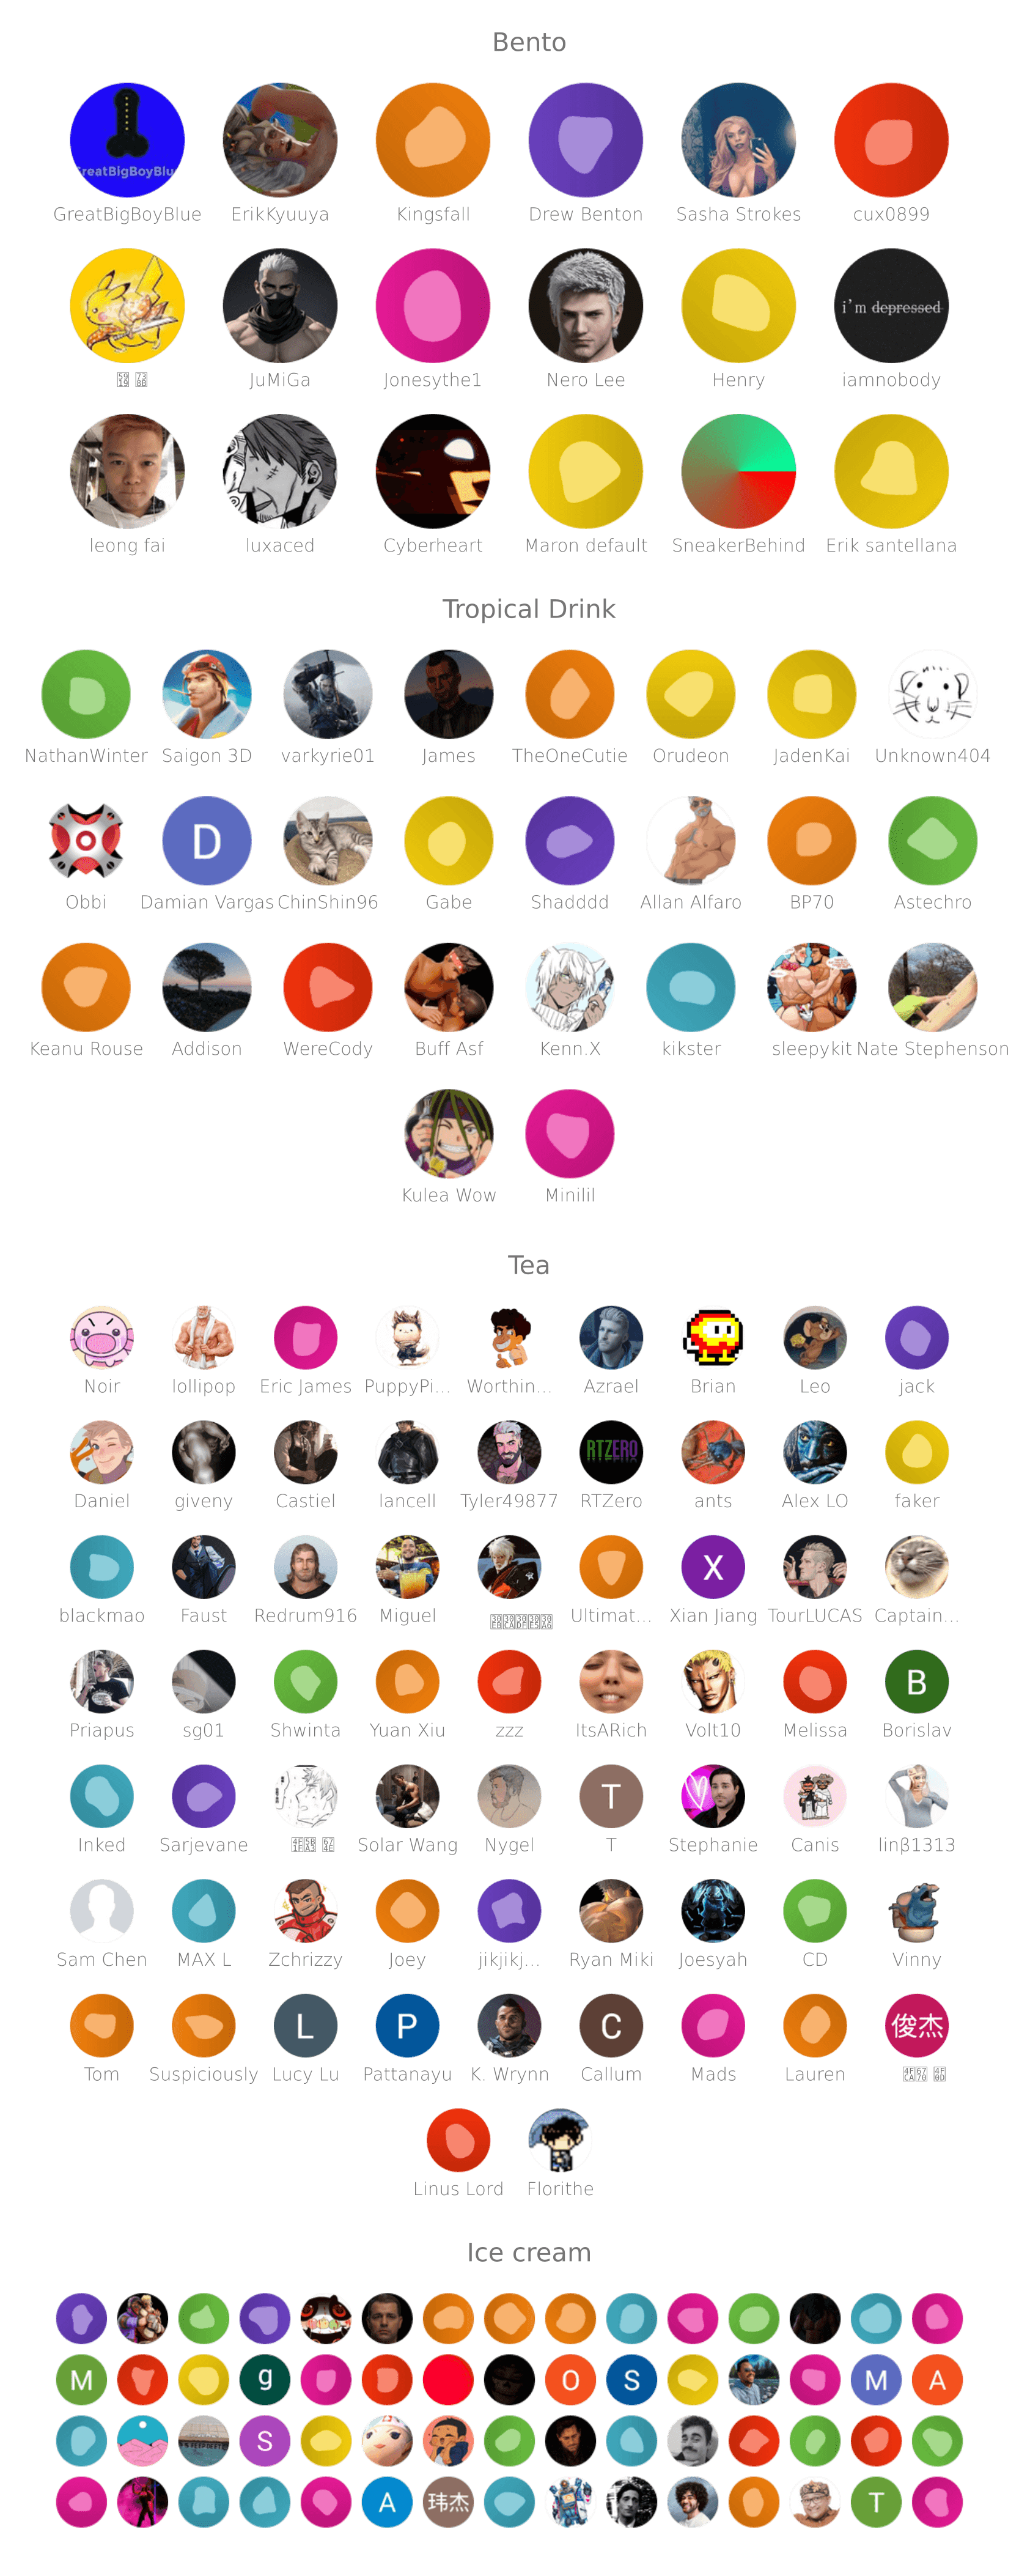 Bento
GreatBigBoyBlu
GreatBigBoyBlue ErikKyuuya Kingsfall Drew Benton Sasha Strokes cux0899
i'm depressed
JuMiGa Jonesythe1 Nero Lee Henry iamnobody
leong fai luxaced Cyberheart Maron default SneakerBehind Erik santellana
Tropical Drink
NathanWinter Saigon 3D varkyrie01 James TheOneCutie Orudeon JadenKai Unknown404
D
Obbi Damian Vargas ChinShin96 Gabe Shadddd Allan Alfaro BP70 Astechro
Keanu Rouse Addison WereCody Buff Asf Kenn.X kikster sleepykit Nate Stephenson
Kulea Wow Minilil
Tea
Noir lollipop Eric James PuppyPi... Worthin... Azrael Brian Leo jack
RTZERO
Daniel giveny Castiel lancell Tyler49877 RTZero ants Alex LO faker
X
blackmao Faust Redrum916 Miguel Ultimat... Xian Jiang TourLUCAS Captain...
B
Priapus sg01 Shwinta Yuan Xiu zzz ItsARich Volt10 Melissa Borislav
T
Inked Sarjevane Solar Wang Nygel T Stephanie Canis linβ1313
Sam Chen MAX L Zchrizzy Joey jikjikj... Ryan Miki Joesyah CD Vinny
L P C 俊杰
Tom Suspiciously Lucy Lu Pattanayu K. Wrynn Callum Mads Lauren
Linus Lord Florithe
Ice cream
M g O S M A
S
A 玮杰 T